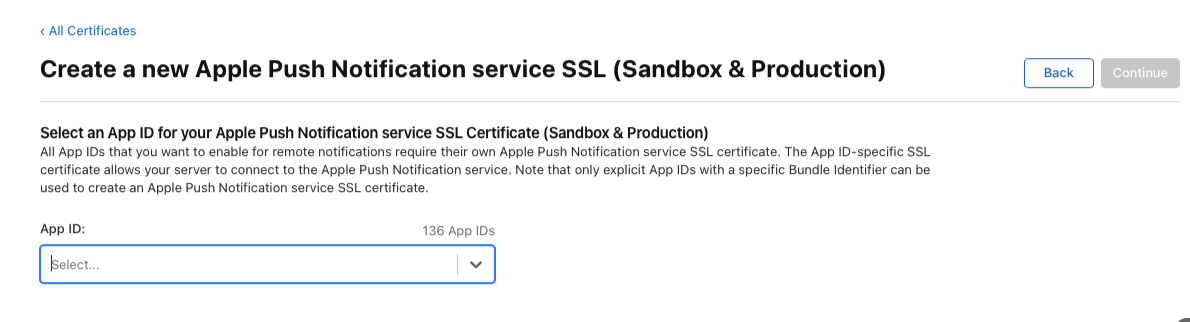 ‹ All Certificates
Create a new Apple Push Notification service SSL (Sandbox & Production)
Back
Continue
Select an App ID for your Apple Push Notification service SSL Certificate (Sandbox & Production)
All App IDs that you want to enable for remote notifications require their own Apple Push Notification service SSL certificate. The App ID-specific SSL
certificate allows your server to connect to the Apple Push Notification service. Note that only explicit App IDs with a specific Bundle Identifier can be
used to create an Apple Push Notification service SSL certificate.
App ID:
136 App IDs
Select...